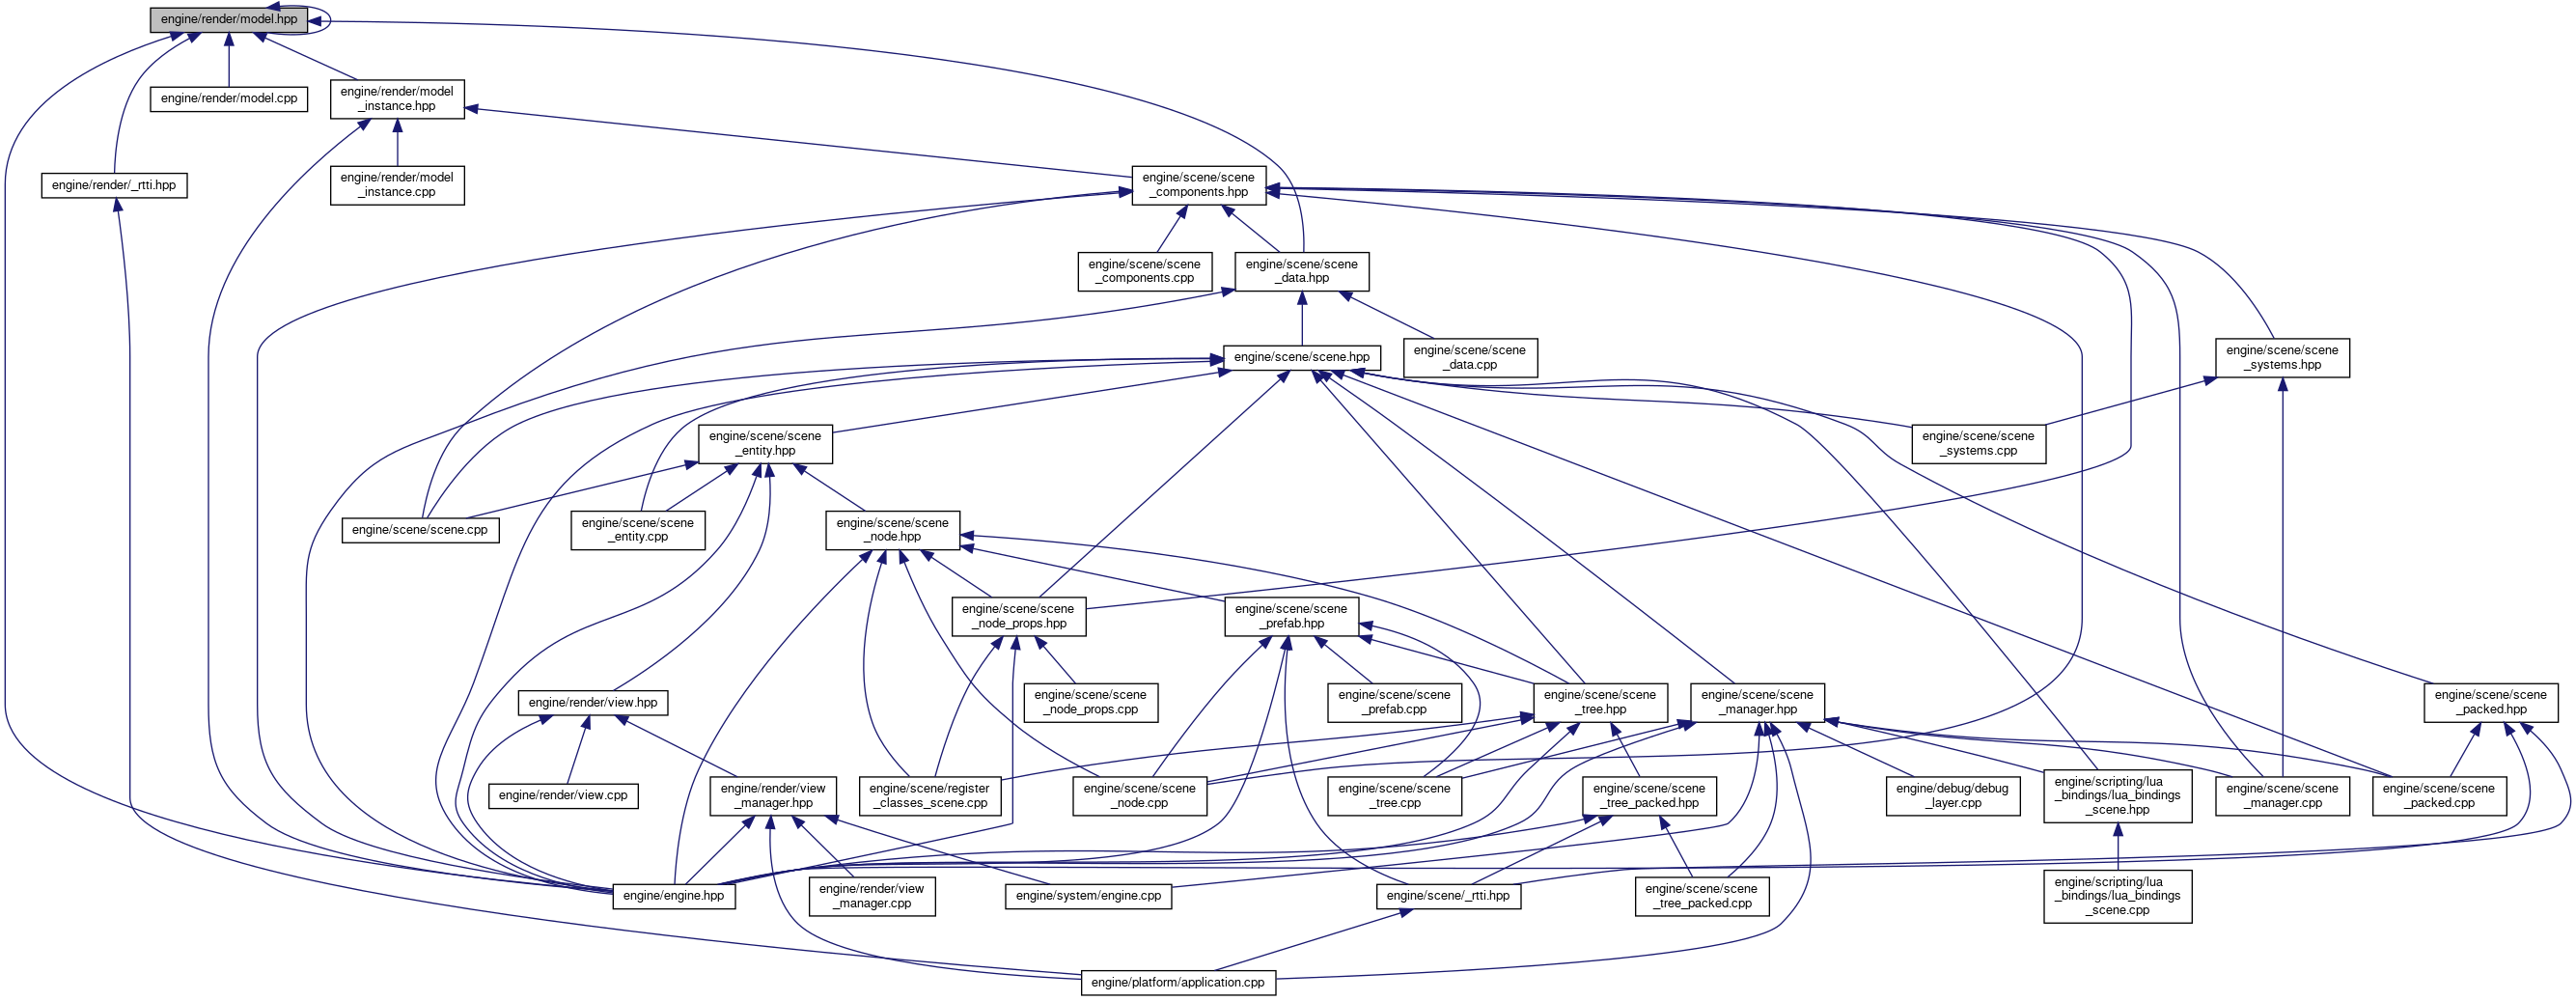 engine/render/model.hpp
engine/render/model.cpp
engine/render/model
_instance.hpp
engine/render/_rtti.hpp
engine/render/model
_instance.cpp
engine/scene/scene
_components.hpp
engine/scene/scene
_components.cpp
engine/scene/scene
_data.hpp
engine/scene/scene.hpp
engine/scene/scene
_data.cpp
engine/scene/scene
_systems.hpp
engine/scene/scene
_entity.hpp
engine/scene/scene
_systems.cpp
engine/scene/scene.cpp
engine/scene/scene
_entity.cpp
engine/scene/scene
_node.hpp
engine/scene/scene
_node_props.hpp
engine/scene/scene
_prefab.hpp
engine/render/view.hpp
engine/scene/scene
_node_props.cpp
engine/scene/scene
_prefab.cpp
engine/scene/scene
_tree.hpp
engine/scene/scene
_manager.hpp
engine/scene/scene
_packed.hpp
engine/render/view.cpp
engine/render/view
_manager.hpp
engine/scene/register
_classes_scene.cpp
engine/scene/scene
_node.cpp
engine/scene/scene
_tree.cpp
engine/scene/scene
_tree_packed.hpp
engine/debug/debug
_layer.cpp
engine/scripting/lua
_bindings/lua_bindings
_scene.hpp
engine/scene/scene
_manager.cpp
engine/scene/scene
_packed.cpp
engine/engine.hpp
engine/render/view
_manager.cpp
engine/system/engine.cpp
engine/scene/_rtti.hpp
engine/scene/scene
_tree_packed.cpp
engine/scripting/lua
_bindings/lua_bindings
_scene.cpp
engine/platform/application.cpp